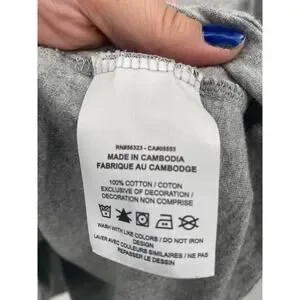 RN#56323 - CA#05553
MADE IN CAMBODIA
FABRIQUE AU CAMBODGE
100% COTTON / COTON
EXCLUSIVE OF DECORATION /
DECORATION NON COMPRISE
WASH WITH LIKE COLORS / DO NOT IRON
DESIGN
LAVER AVEC COULEURS SIMILAIRES / NE PAS
REPASSER LE DESSIN